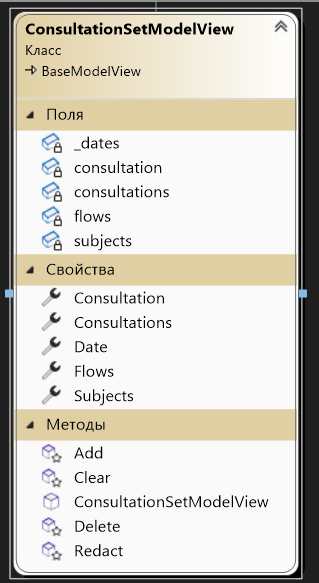 ConsultationSetModelView
Класс
BaseModelView
Поля
_dates
consultation
consultations
flows
subjects
Свойства
Consultation
Consultations
Date
Flows
Subjects
Методы
Add
Clear
ConsultationSetModelView
Delete
Redact